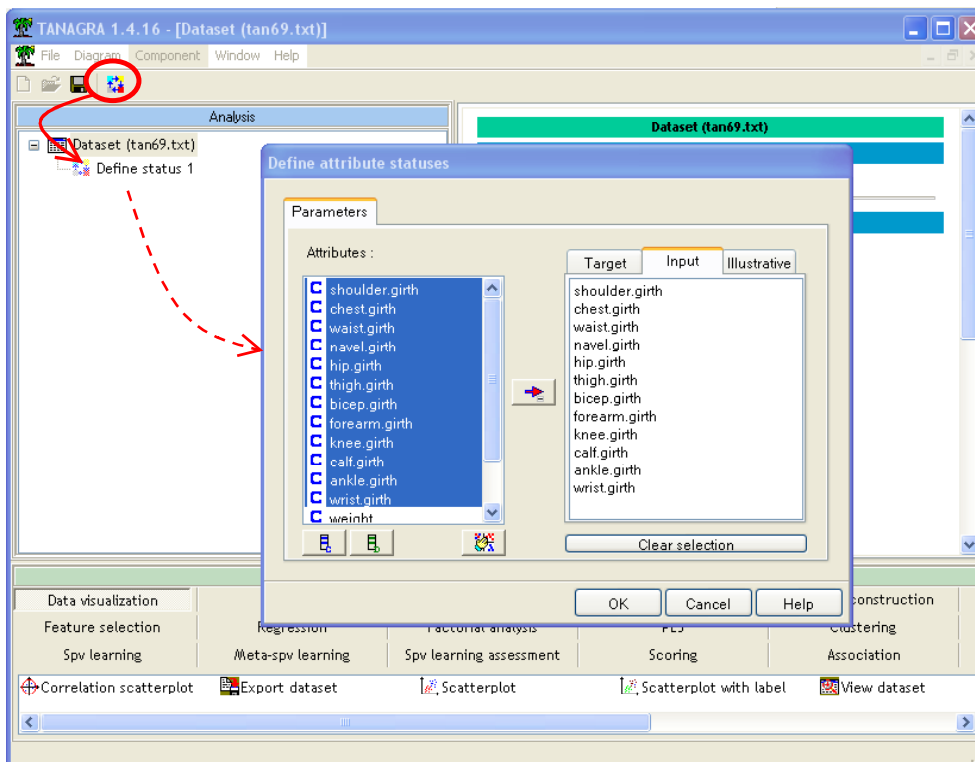 TANAGRA 1.4.16 - [Dataset (tan69.txt)]
File Diagram Component Window Help
Analysis
Dataset (tan69.txt)
Define status 1
Dataset (tan69.txt)
Define attribute statuses
Parameters
Attributes :
shoulder.girth
chest.girth
waist.girth
navel.girth
hip.girth
thigh.girth
bicep.girth
forearm.girth
knee.girth
calf.girth
ankle.girth
wrist.girth
weight
Target Input Illustrative
shoulder.girth
chest.girth
waist.girth
navel.girth
hip.girth
thigh.girth
bicep.girth
forearm.girth
knee.girth
calf.girth
ankle.girth
wrist.girth
Clear selection
OK Cancel Help
Data visualization construction
Feature selection Regression Factorial analysis PLS Clustering
Spv learning Meta-spv learning Spv learning assessment Scoring Association
Correlation scatterplot Export dataset Scatterplot Scatterplot with label View dataset